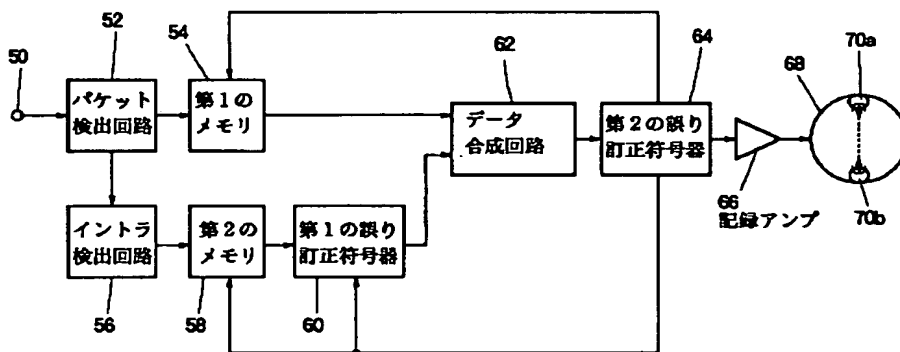 50
52
パケット
検出回路
54
第1の
メモリ
62
データ
合成回路
64
第2の誤り
訂正符号器
66
記録アンプ
68
70a
70b
イントラ
検出回路
56
第2の
メモリ
58
第1の誤り
訂正符号器
60